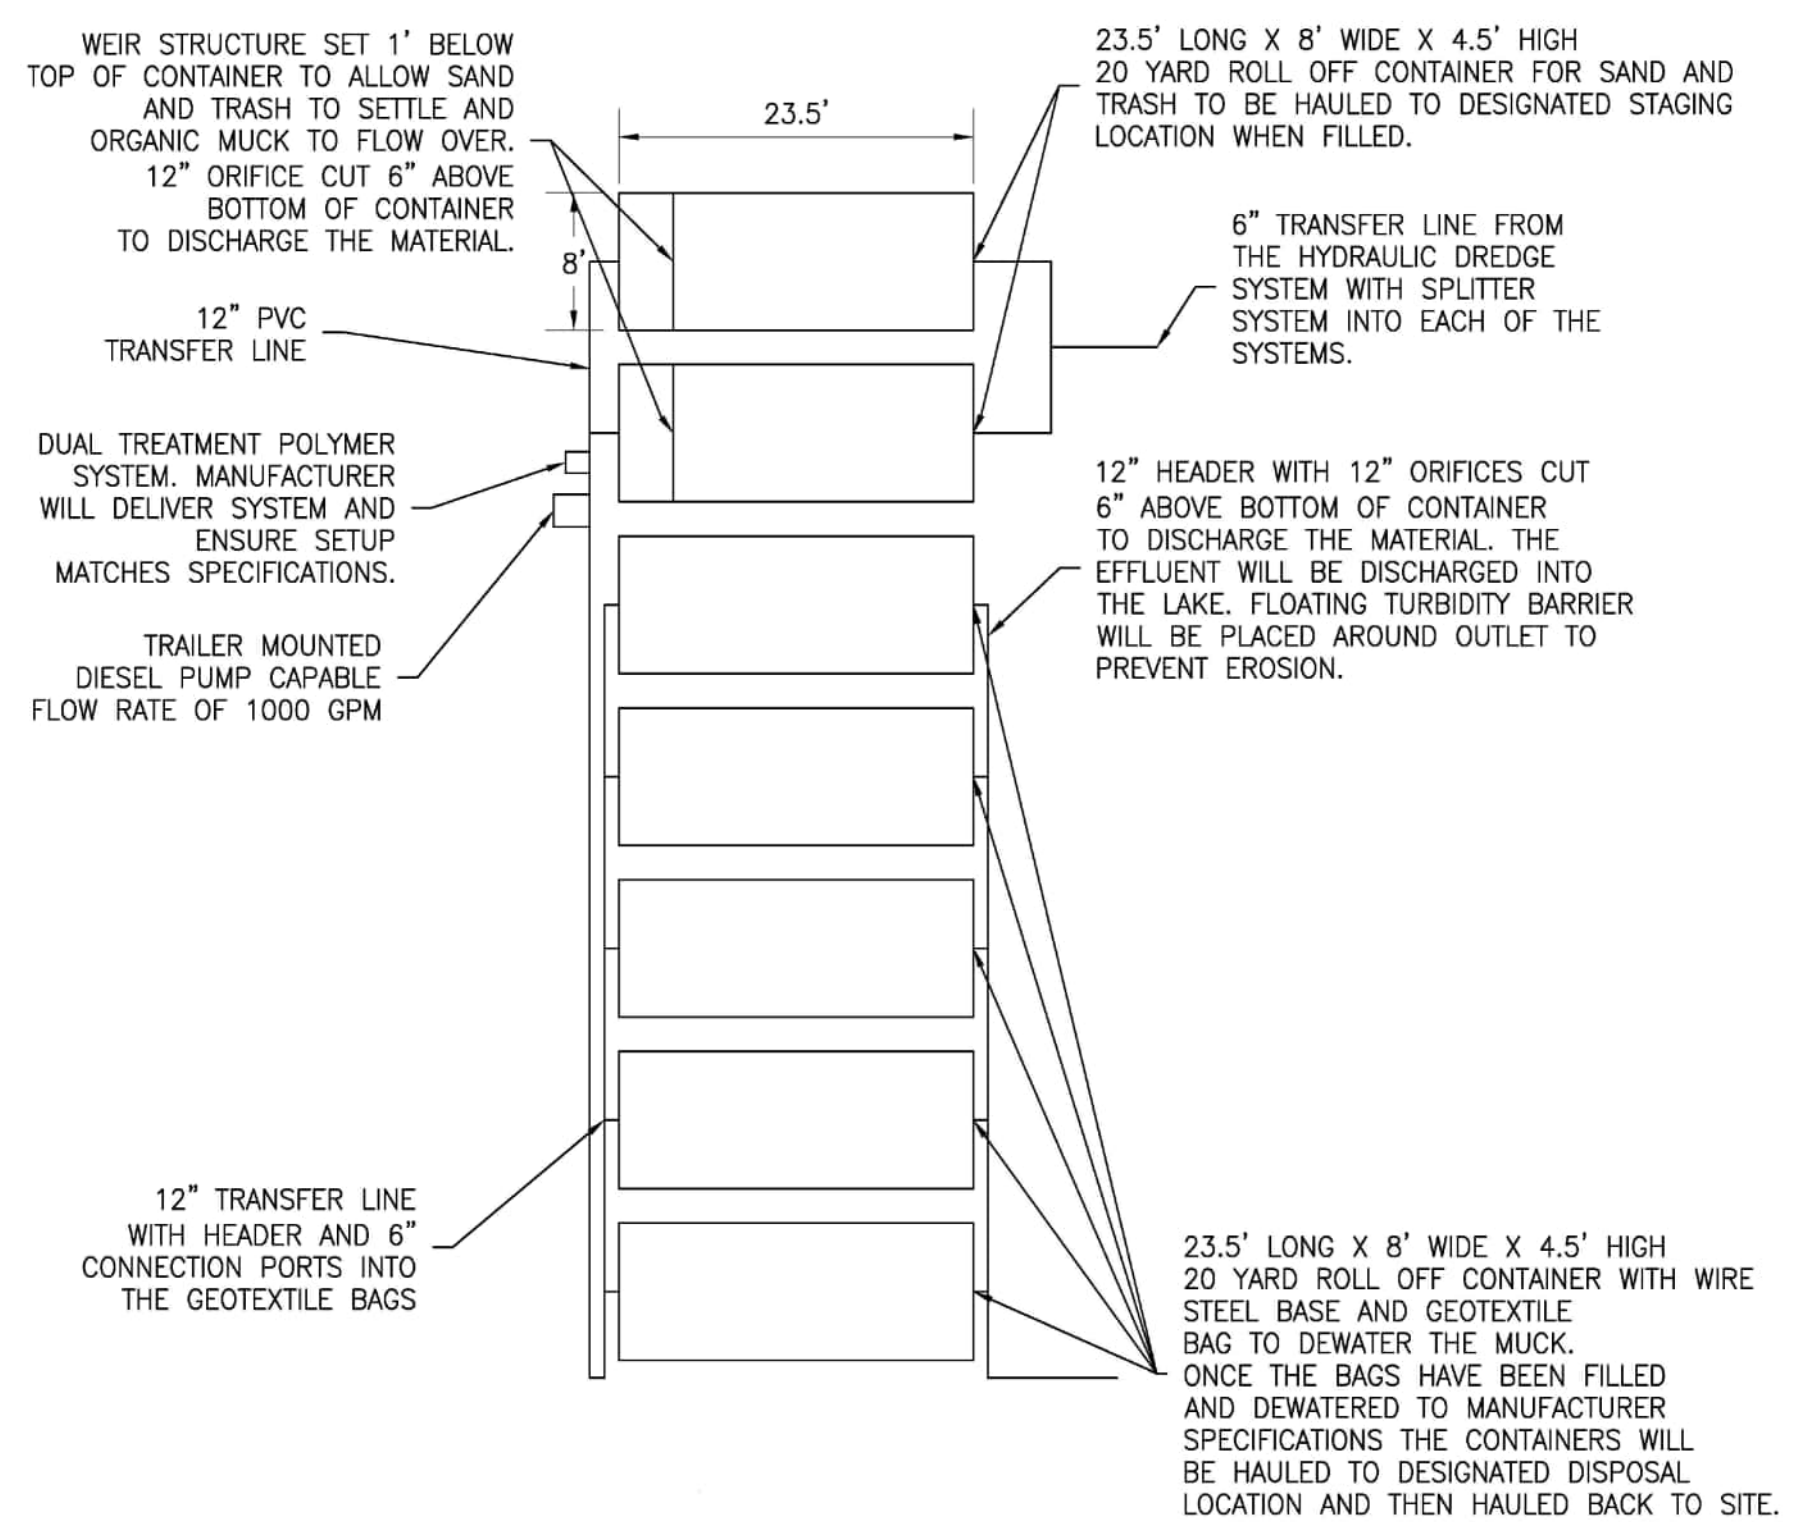 WEIR STRUCTURE SET 1’ BELOW
TOP OF CONTAINER TO ALLOW SAND
AND TRASH TO SETTLE AND
ORGANIC MUCK TO FLOW OVER.
12” ORIFICE CUT 6” ABOVE
BOTTOM OF CONTAINER
TO DISCHARGE THE MATERIAL.
23.5’
8’
23.5’ LONG X 8’ WIDE X 4.5’ HIGH
20 YARD ROLL OFF CONTAINER FOR SAND AND
TRASH TO BE HAULED TO DESIGNATED STAGING
LOCATION WHEN FILLED.
6” TRANSFER LINE FROM
THE HYDRAULIC DREDGE
SYSTEM WITH SPLITTER
SYSTEM INTO EACH OF THE
SYSTEMS.
12” PVC
TRANSFER LINE
DUAL TREATMENT POLYMER
SYSTEM. MANUFACTURER
WILL DELIVER SYSTEM AND
ENSURE SETUP
MATCHES SPECIFICATIONS.
12” HEADER WITH 12” ORIFICES CUT
6” ABOVE BOTTOM OF CONTAINER
TO DISCHARGE THE MATERIAL. THE
EFFLUENT WILL BE DISCHARGED INTO
THE LAKE. FLOATING TURBIDITY BARRIER
WILL BE PLACED AROUND OUTLET TO
PREVENT EROSION.
TRAILER MOUNTED
DIESEL PUMP CAPABLE
FLOW RATE OF 1000 GPM
12” TRANSFER LINE
WITH HEADER AND 6”
CONNECTION PORTS INTO
THE GEOTEXTILE BAGS
23.5’ LONG X 8’ WIDE X 4.5’ HIGH
20 YARD ROLL OFF CONTAINER WITH WIRE
STEEL BASE AND GEOTEXTILE
BAG TO DEWATER THE MUCK.
ONCE THE BAGS HAVE BEEN FILLED
AND DEWATERED TO MANUFACTURER
SPECIFICATIONS THE CONTAINERS WILL
BE HAULED TO DESIGNATED DISPOSAL
LOCATION AND THEN HAULED BACK TO SITE.